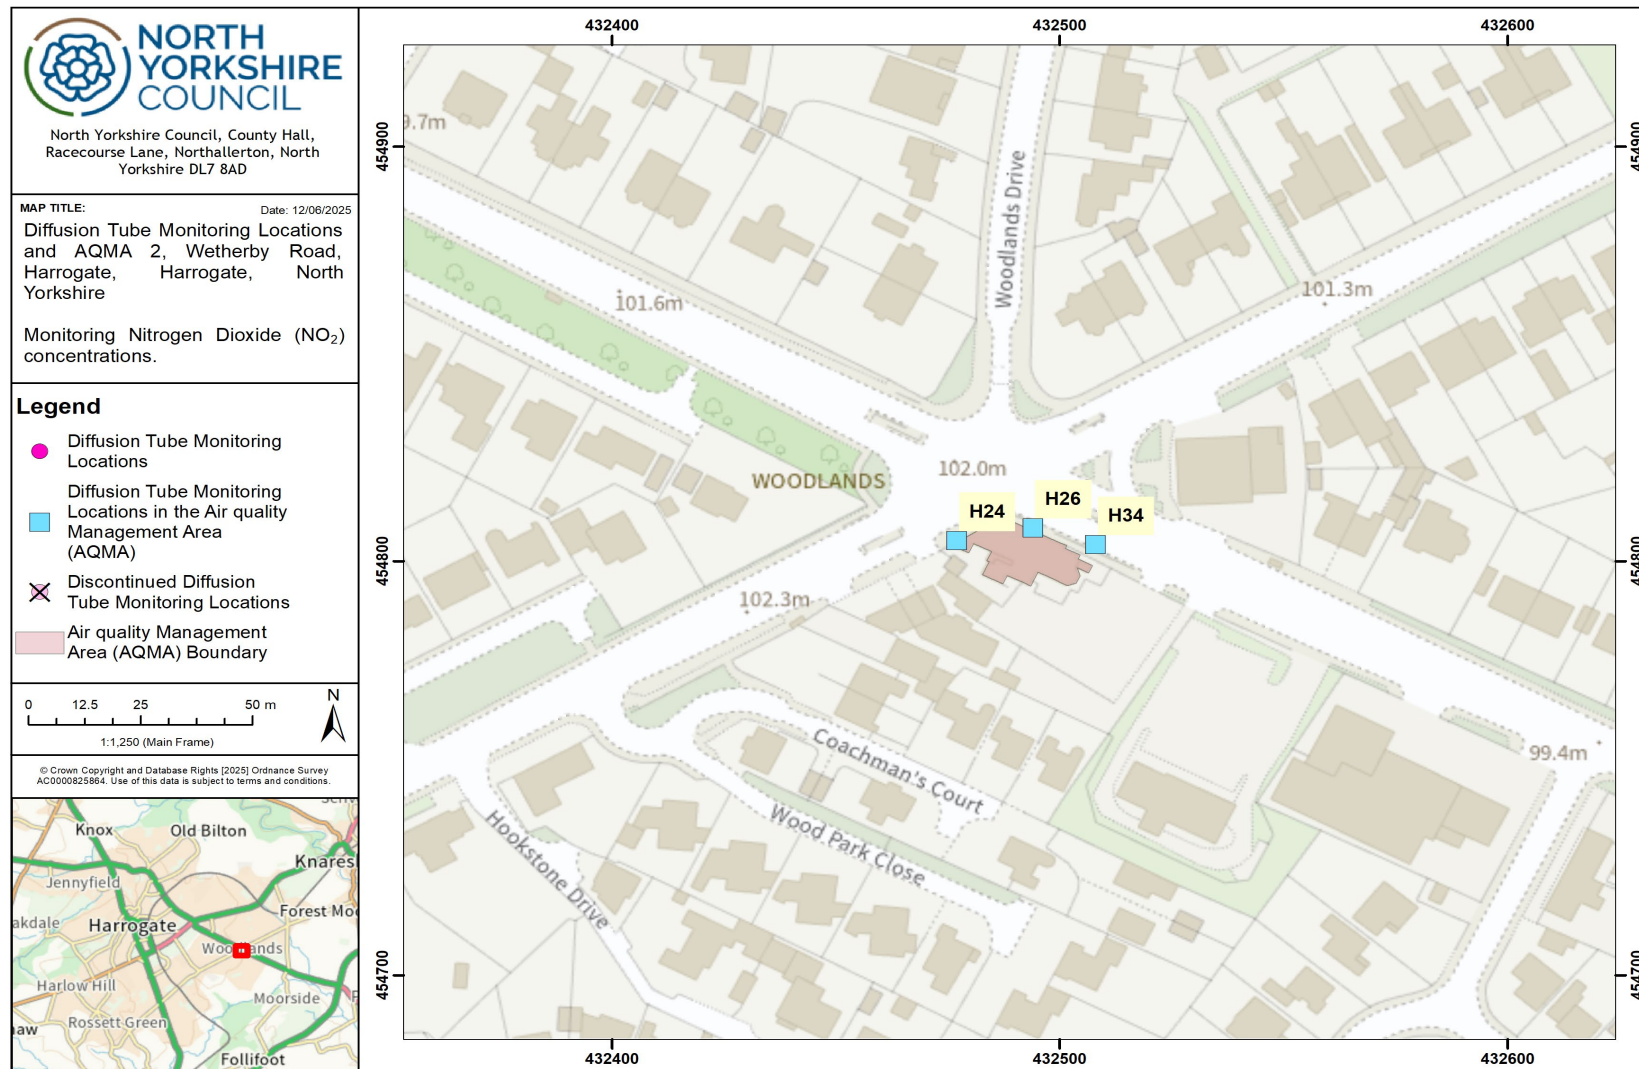 NORTH
YORKSHIRE
COUNCIL
North Yorkshire Council, County Hall,
Racecourse Lane, Northallerton, North
Yorkshire DL7 8AD
MAP TITLE:
Date: 12/06/2025
Diffusion Tube Monitoring Locations
and AQMA 2, Wetherby Road,
Harrogate, Harrogate, North
Yorkshire
Monitoring Nitrogen Dioxide (NO₂)
concentrations.
Legend
Diffusion Tube Monitoring
Locations
Diffusion Tube Monitoring
Locations in the Air quality
Management Area
(AQMA)
Discontinued Diffusion
Tube Monitoring Locations
Air quality Management
Area (AQMA) Boundary
0 12.5 25 50 m
N
1:1,250 (Main Frame)
© Crown Copyright and Database Rights [2025] Ordnance Survey
AC0000825864. Use of this data is subject to terms and conditions.
Knox
Old Bilton
Knares
Jennyfield
akdale
Harrogate
Forest Mo
Woodlands
Harlow Hill
Moorside
Rossett Green
aw
Follifoot
432400
432500
432600
454900
454900
9.7m
Woodlands Drive
101.6m
101.3m
WOODLANDS
102.0m
H24
H26
H34
454800
454800
102.3m
Coachman's Court
99.4m
Wood Park Close
Hookstone Drive
454700
454700
432400
432500
432600